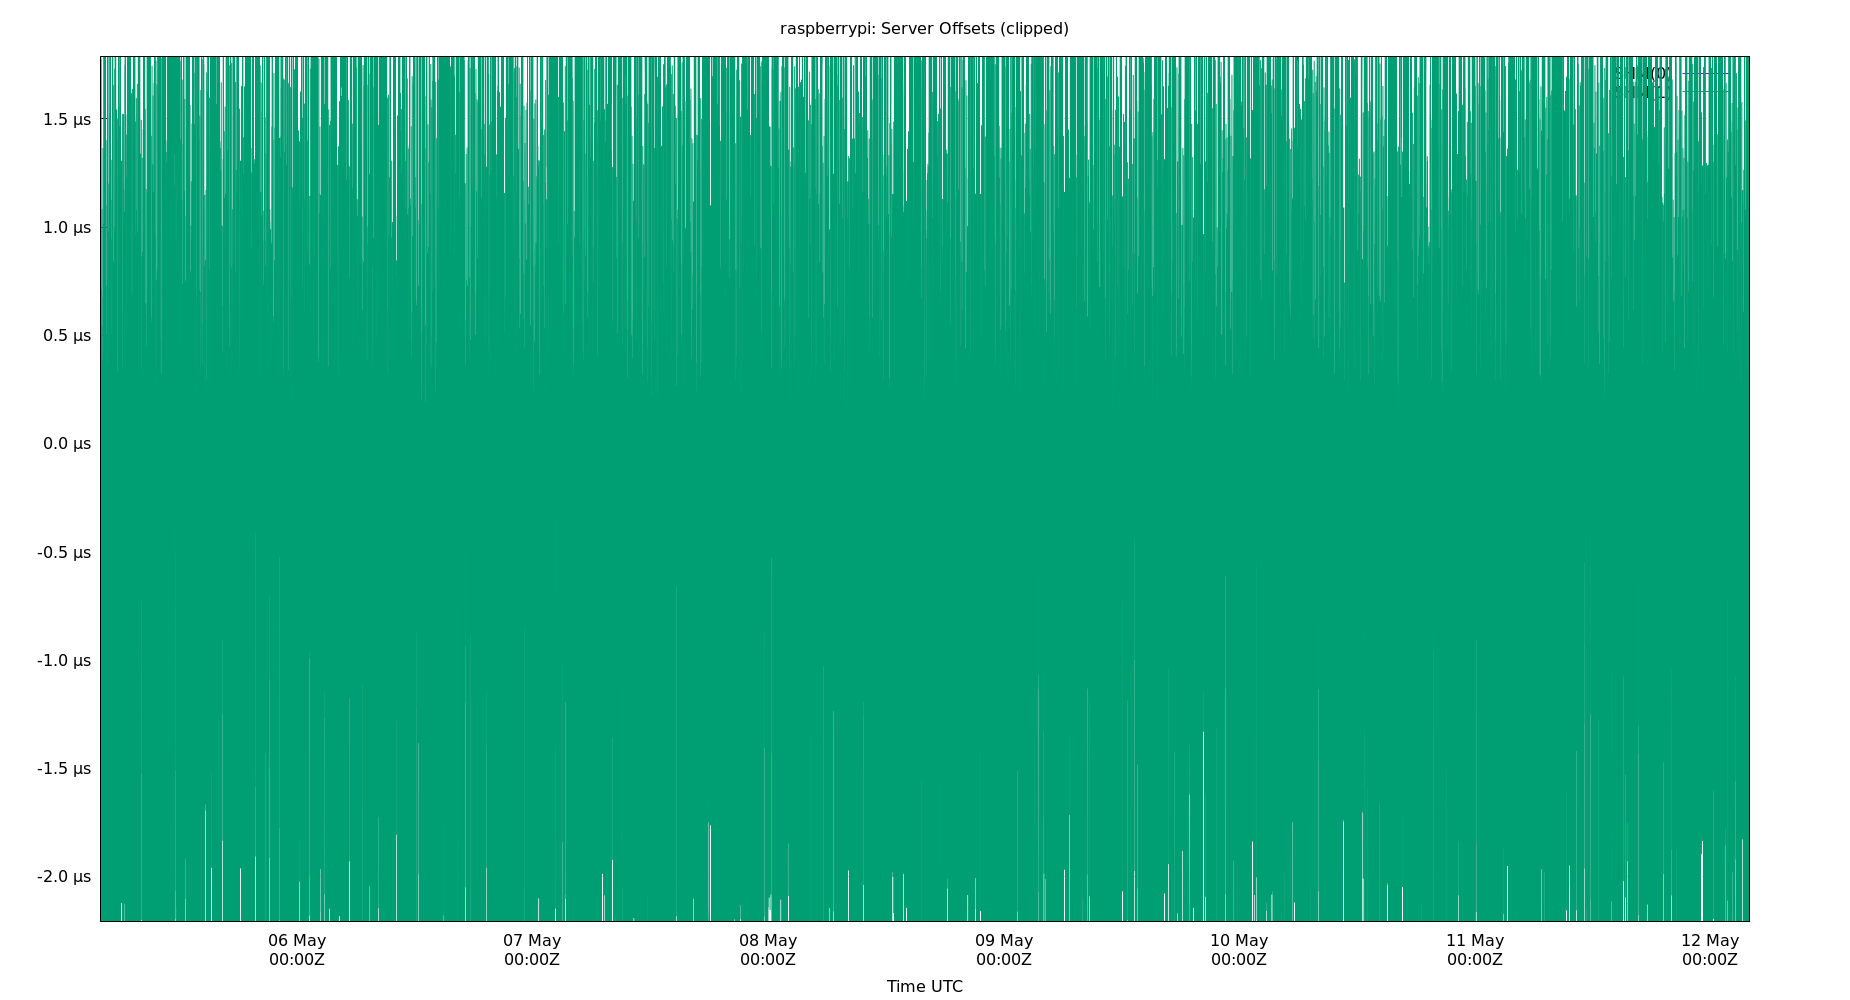 raspberrypi: Server Offsets (clipped)
SHM(0)
1.5 µs
1.0 µs
0.5 µs
0.0 µs
-0.5 µs
-1.0 µs
-1.5 µs
-2.0 µs
06 May 07 May 08 May 09 May 10 May 11 May 12 May
00:00Z 00:00Z 00:00Z 00:00Z 00:00Z 00:00Z 00:00Z
Time UTC